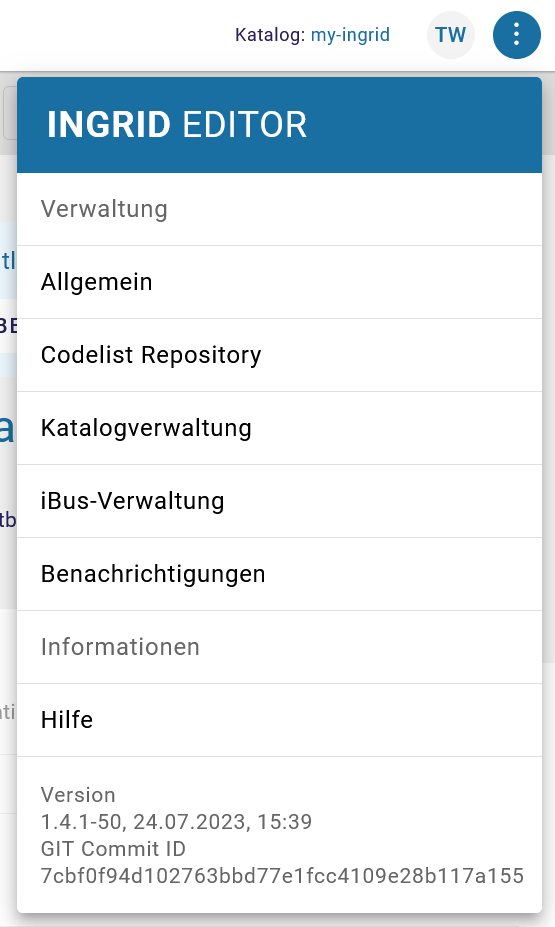 Katalog: my-ingrid
TW
INGRID EDITOR
Verwaltung
Allgemein
Codelist Repository
Katalogverwaltung
iBus-Verwaltung
Benachrichtigungen
Informationen
Hilfe
Version
1.4.1-50, 24.07.2023, 15:39
GIT Commit ID
7cbf0f94d102763bbd77e1fcc4109e28b117a155